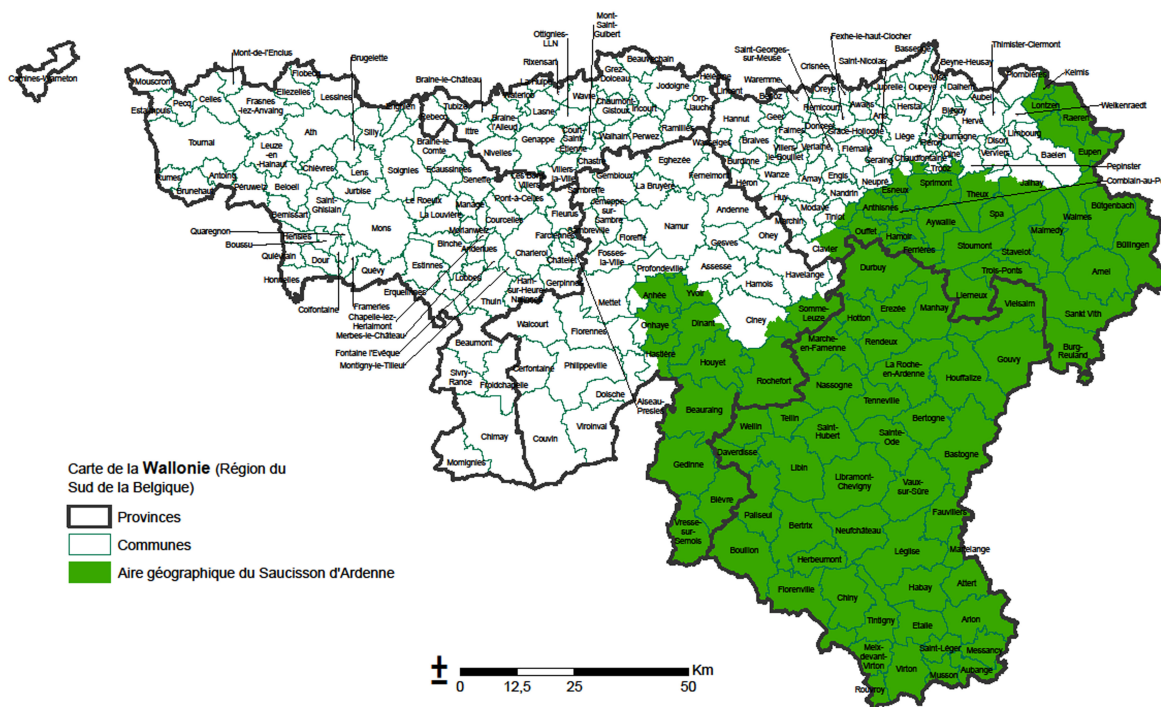 Mont-
Saint-
Guibert
Ottignies-
LLN
Fexhe-le-haut-Clocher
Bassenge
Mont-de-l'Enclus
Brugelette
Rixensart
Beauvechain
Saint-Georges-
sur-Meuse
Crisnée
Saint-Nicolas
Thimister-Clermont
Comines-Warneton
Mouscron
Flobecq
Braine-le-Château
La Hulpe
Grez-
Doiceau
Hélécine
Waremme
Oreye
Juprelle
Visé
Beyne-Heusay
Plombières
Kelmis
Estaimpuis
Pecq
Celles
Ellezelles
Lessines
Enghien
Tubize
Waterloo
Wavre
Jodoigne
Lincent
Berloz
Remicourt
Awans
Oupeye
Dalhem
Aubel
Lontzen
Welkenraedt
Frasnes
-lez-Anvaing
Rebecq
Lasne
Chaumont-
Gistoux
Incourt
Orp-
Jauche
Hannut
Geer
Donceel
Ans
Herstal
Blegny
Herve
Raeren
Ath
Silly
Ittre
Braine-
l'Alleud
Court-
Saint-
Etienne
Walhain
Perwez
Ramillies
Braives
Faimes
Grâce-Hollogne
Liège
Fléron
Soumagne
Dison
Limbourg
Tournai
Leuze
-en-
Hainaut
Braine-le-
Comte
Genappe
Wasseiges
Villers-
le-Bouillet
Verlaine
Flémalle
Chaudfontaine
Olne
Verviers
Baelen
Eupen
Rumes
Antoing
Chièvres
Lens
Soignies
Ecaussinnes
Nivelles
Villers-
la-Ville
Chastre
Gembloux
Eghezée
Burdinne
Wanze
Amay
Engis
Seraing
Trooz
Pepinster
Brunehaut
Péruwelz
Beloeil
Jurbise
Seneffe
Les Bons
Villers
Sombreffe
La Bruyère
Fernelmont
Héron
Huy
Nandrin
Neupré
Esneux
Sprimont
Theux
Jalhay
Comblain-au-Pont
Bernissart
Saint-
Ghislain
Le Roeulx
Manage
Pont-à-Celles
Fleurus
Jemeppe-
sur-
Sambre
Andenne
Marchin
Modave
Tinlot
Anthisnes
Aywaille
Spa
Waimes
Bütgenbach
Quaregnon
Boussu
Hensies
Mons
La Louvière
Morlanwelz
Courcelles
Farciennes
Sambreville
Floreffe
Namur
Ohey
Clavier
Ouffet
Hamoir
Ferrières
Stoumont
Stavelot
Malmedy
Büllingen
Quiévrain
Dour
Honnelles
Quévy
Estinnes
Binche
Anderlues
Charleroi
Châtelet
Fosses-
la-Ville
Profondeville
Gesves
Assesse
Havelange
Durbuy
Trois-Ponts
Amel
Colfontaine
Frameries
Erquelinnes
Lobbes
Thuin
Ham-
sur-Heure-
Nalinnes
Gerpinnes
Mettet
Anhée
Yvoir
Hamois
Somme-
Leuze
Hotton
Erezée
Manhay
Lierneux
Vielsalm
Sankt Vith
Chapelle-lez-
Herlaimont
Merbes-le-Château
Walcourt
Florennes
Onhaye
Dinant
Ciney
Marche-
en-Famenne
Rendeux
Gouvy
Burg-
Reuland
Fontaine l'Evêque
Montigny-le-Tilleul
Beaumont
Hastière
Houyet
La Roche-
en-Ardenne
Houffalize
Sivry-
Rance
Froidchapelle
Cerfontaine
Philippeville
Rochefort
Nassogne
Tenneville
Doische
Aiseau-
Presles
Beauraing
Wellin
Tellin
Saint-
Hubert
Sainte-
Ode
Bertogne
Chimay
Couvin
Viroinval
Daverdisse
Bastogne
Momignies
Gedinne
Libin
Libramont-
Chevigny
Vaux-
sur-Sûre
Bièvre
Carte de la Wallonie (Région du
Sud de la Belgique)
Provinces
Communes
Aire géographique du Saucisson d'Ardenne
Vresse-
sur-
Semois
Paliseul
Bertrix
Neufchâteau
Fauvillers
Bouillon
Herbeumont
Léglise
Martelange
Florenville
Chiny
Habay
Attert
Tintigny
Etalle
Arlon
Meix-
devant-
Virton
Saint-Léger
Messancy
Virton
Musson
Aubange
Rouvroy
±
Km
0 12,5 25 50